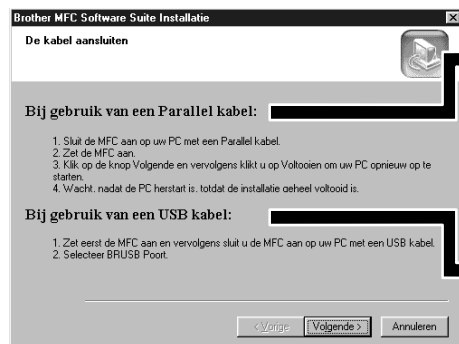 Brother MFC Software Suite Installatie
De kabel aansluiten
Bij gebruik van een Parallel kabel:
1. Sluit de MFC aan op uw PC met een Parallel kabel.
2. Zet de MFC aan.
3. Klik op de knop Volgende en vervolgens klikt u op Voltooien om uw PC opnieuw op te
starten.
4. Wacht, nadat de PC herstart is, totdat de installatie geheel voltooid is.
Bij gebruik van een USB kabel:
1. Zet eerst de MFC aan en vervolgens sluit u de MFC aan op uw PC met een USB kabel.
2. Selecteer BRUSB Poort.
< Vorige
Volgende >
Annuleren